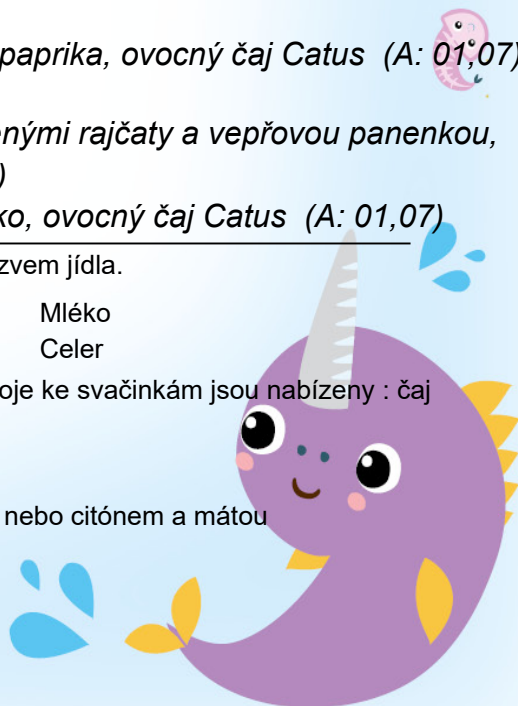 paprika, ovocný čaj Catus (A: 01,07)
enými rajčaty a vepřovou panenkou,
)
ko, ovocný čaj Catus (A: 01,07)
zvem jídla.
Mléko
Celer
oje ke svačinkám jsou nabízeny : čaj
nebo citónem a mátou